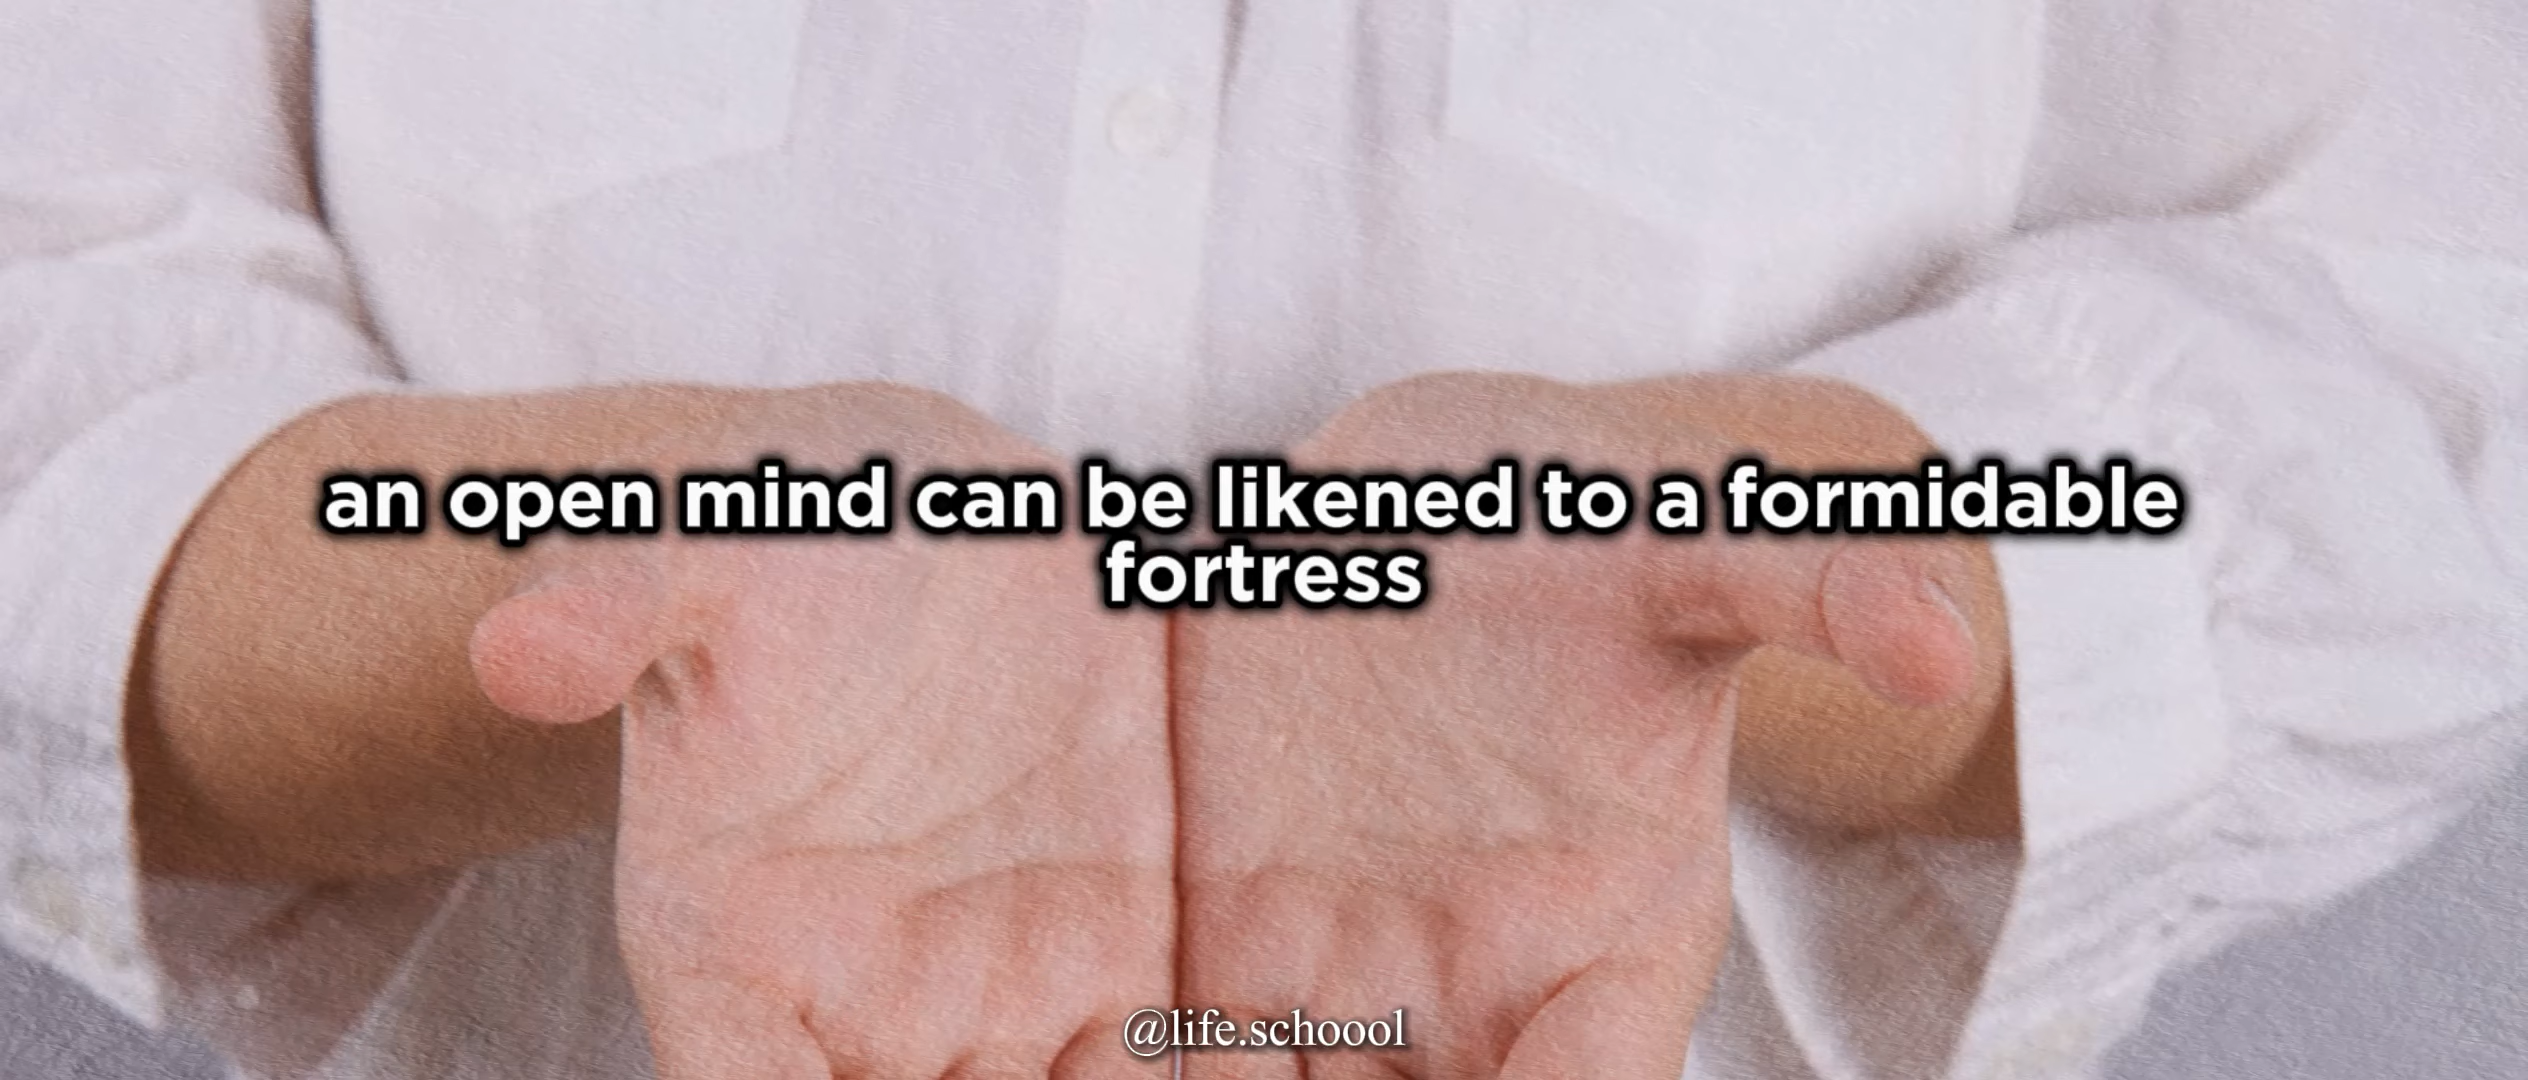 an open mind can be likened to a formidable
fortress
@life.schoool